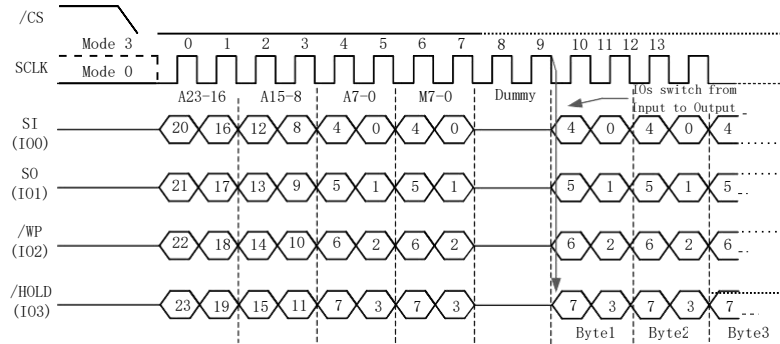 /CS
Mode 3 0 1 2 3 4 5 6 7 8 9 10 11 12 13
SCLK
Mode 0
IOs switch from
A23-16 A15-8 A7-0 M7-0 Dummy
Input to Output
SI
(IO0)
20 16 12 8 4 0 4 0 4 0 4 0 4
SO
(IO1)
21 17 13 9 5 1 5 1 5 1 5 1 5
/WP
(IO2)
22 18 14 10 6 2 6 2 6 2 6 2 6
/HOLD
(IO3)
23 19 15 11 7 3 7 3 7 3 7 3 7
Byte1 Byte2 Byte3